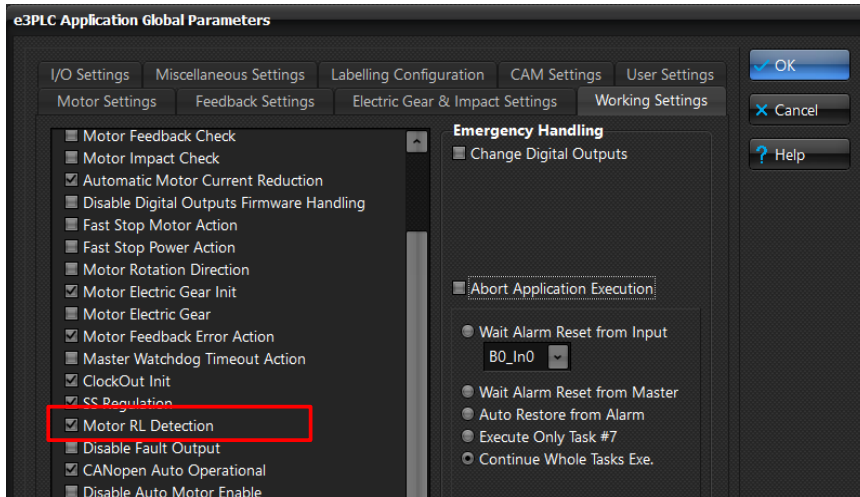 e3PLC Application Global Parameters
I/O Settings
Miscellaneous Settings
Labelling Configuration
CAM Settings
User Settings
Motor Settings
Feedback Settings
Electric Gear & Impact Settings
Working Settings
OK
Cancel
Help
Motor Feedback Check
Motor Impact Check
Automatic Motor Current Reduction
Disable Digital Outputs Firmware Handling
Fast Stop Motor Action
Fast Stop Power Action
Motor Rotation Direction
Motor Electric Gear Init
Motor Electric Gear
Motor Feedback Error Action
Master Watchdog Timeout Action
ClockOut Init
SS Regulation
Motor RL Detection
Disable Fault Output
CANopen Auto Operational
Disable Auto Motor Enable
Emergency Handling
Change Digital Outputs
Abort Application Execution
Wait Alarm Reset from Input
B0_In0
Wait Alarm Reset from Master
Auto Restore from Alarm
Execute Only Task #7
Continue Whole Tasks Exe.